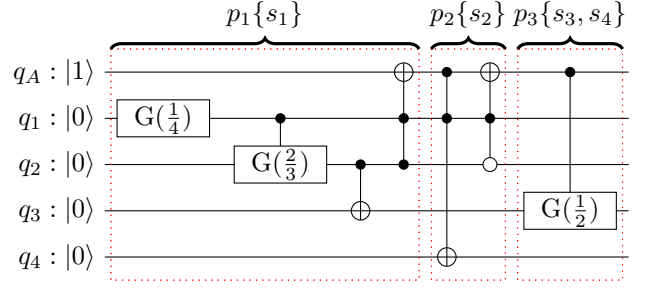 p₁{s₁} p₂{s₂} p₃{s₃, s₄}
q_A : |1⟩
q₁ : |0⟩ G(1/4)
q₂ : |0⟩ G(2/3)
q₃ : |0⟩ G(1/2)
q₄ : |0⟩